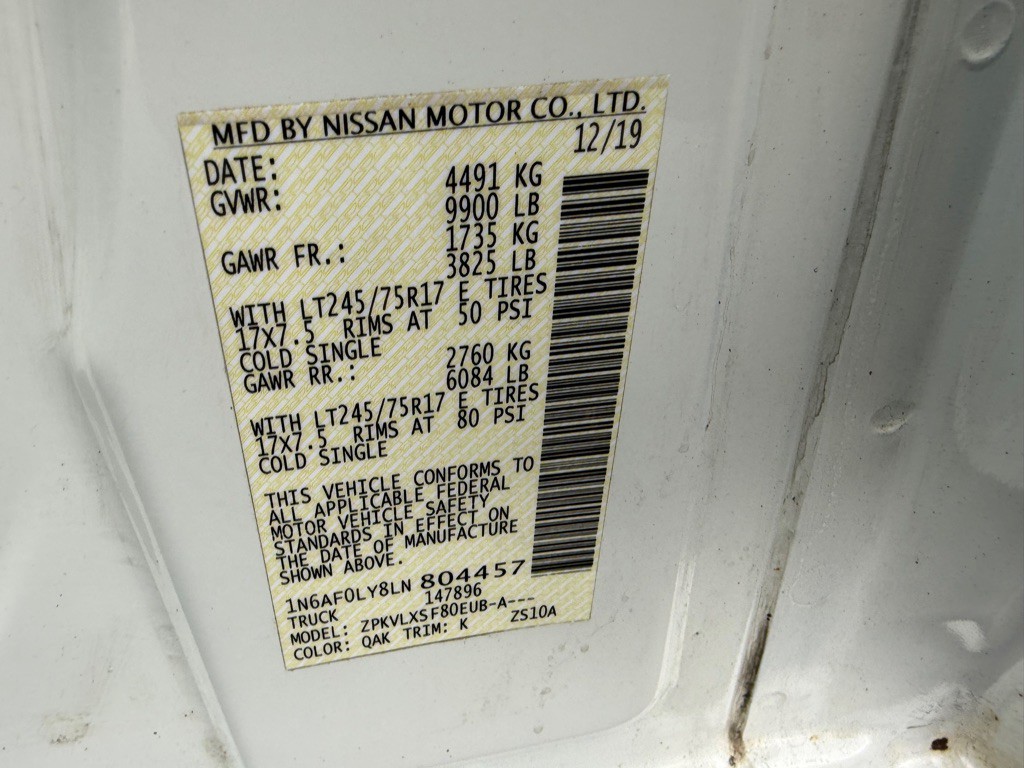 MFD BY NISSAN MOTOR CO., LTD.
DATE: 12/19
GVWR: 4491 KG
9900 LB
GAWR FR.: 1735 KG
3825 LB
WITH LT245/75R17 E TIRES
17X7.5 RIMS AT 50 PSI
COLD SINGLE
GAWR RR.: 2760 KG
6084 LB
WITH LT245/75R17 E TIRES
17X7.5 RIMS AT 80 PSI
COLD SINGLE
THIS VEHICLE CONFORMS TO
ALL APPLICABLE FEDERAL
MOTOR VEHICLE SAFETY
STANDARDS IN EFFECT ON
THE DATE OF MANUFACTURE
SHOWN ABOVE.
1N6AF0LY8LN 804457
TRUCK 147896
MODEL: ZPKVLXSF80EUB-A---
COLOR: QAK TRIM: K ZS10A